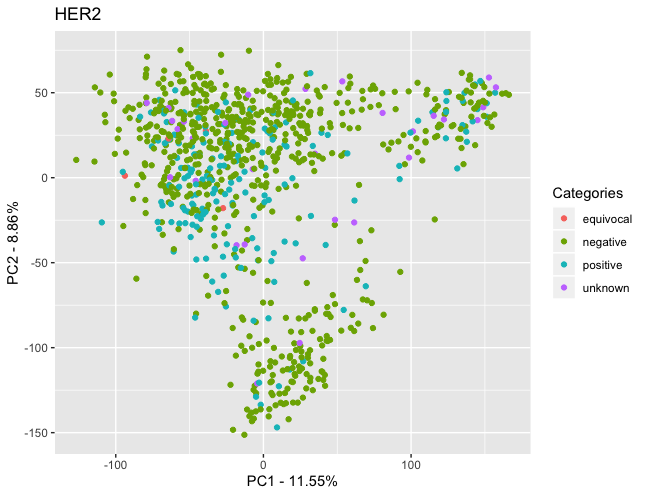 HER2
50
0
-50
-100
-150
PC2 - 8.86%
-100
0
100
PC1 - 11.55%
Categories
equivocal
negative
positive
unknown